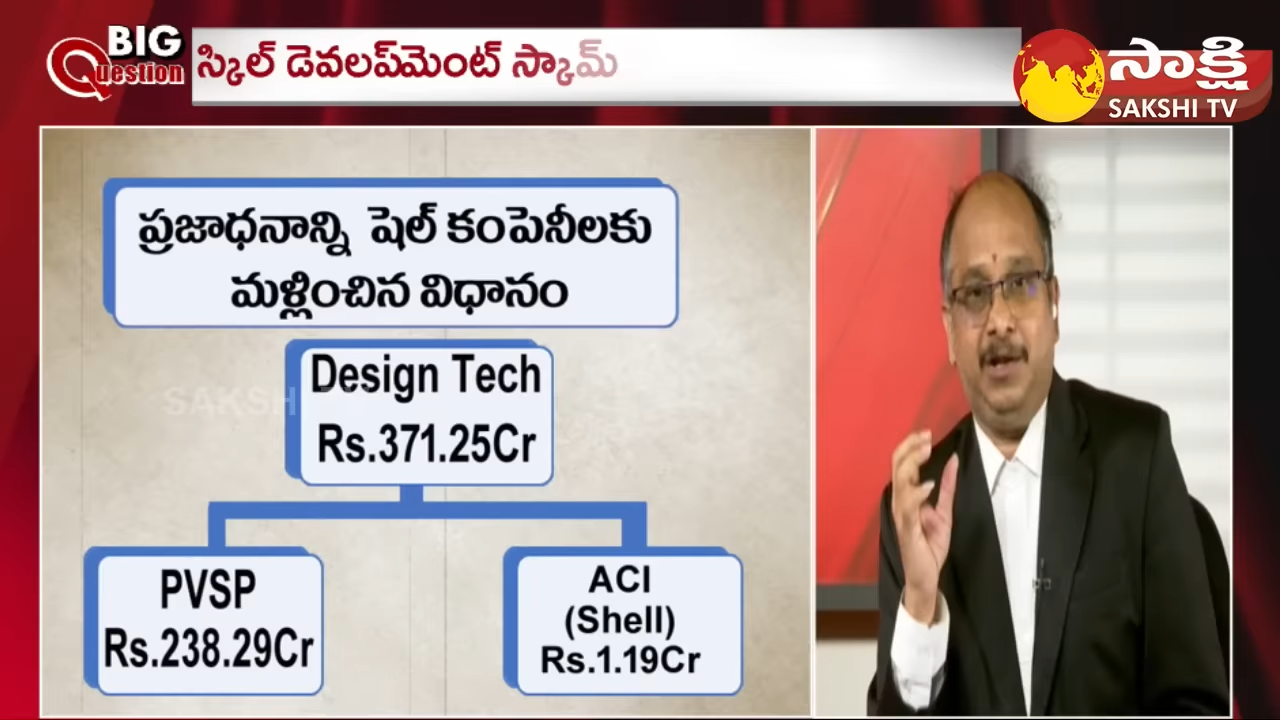 BIG
Question
స్కిల్ డెవలప్‌మెంట్ స్కామ్
సాక్షి
SAKSHI TV
ప్రజాధనాన్ని షెల్ కంపెనీలకు
మళ్లించిన విధానం
Design Tech
Rs.371.25Cr
SAKSH
PVSP
Rs.238.29Cr
ACI
(Shell)
Rs.1.19Cr